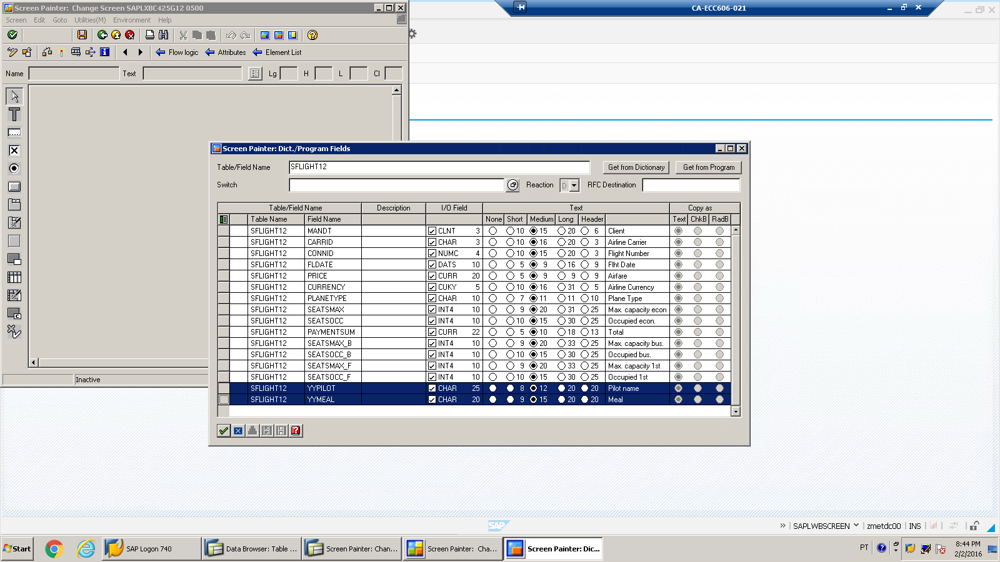 Screen Painter: Change Screen SAPLXBC425G12 0500
CA-ECC606-021
Screen Edit Goto Utilities(M) Environment Help
Flow logic Attributes Element List
Name Text Lg H L Cl
Screen Painter: Dict./Program Fields
Table/Field Name SFLIGHT12 Get from Dictionary Get from Program
Switch Reaction D RFC Destination
Table/Field Name Description I/O Field Text Copy as
Table Name Field Name None Short Medium Long Header Text ChkB RadB
SFLIGHT12 MANDT CLNT 3 10 15 20 6 Client
SFLIGHT12 CARRID CHAR 3 10 16 20 3 Airline Carrier
SFLIGHT12 CONNID NUMC 4 10 15 20 3 Flight Number
SFLIGHT12 FLDATE DATS 10 5 9 16 9 Flht Date
SFLIGHT12 PRICE CURR 20 5 9 9 9 Airfare
SFLIGHT12 CURRENCY CUKY 5 10 16 31 5 Airline Currency
SFLIGHT12 PLANETYPE CHAR 10 7 11 11 10 Plane Type
SFLIGHT12 SEATSMAX INT4 10 9 20 31 25 Max. capacity econ
SFLIGHT12 SEATSOCC INT4 10 10 15 30 25 Occupied econ.
SFLIGHT12 PAYMENTSUM CURR 22 5 10 18 13 Total
SFLIGHT12 SEATSMAX_B INT4 10 9 20 33 25 Max. capacity bus.
SFLIGHT12 SEATSOCC_B INT4 10 10 15 30 25 Occupied bus.
SFLIGHT12 SEATSMAX_F INT4 10 9 20 33 25 Max. capacity 1st
SFLIGHT12 SEATSOCC_F INT4 10 10 15 30 25 Occupied 1st
SFLIGHT12 YYPILOT CHAR 25 8 12 20 20 Pilot name
SFLIGHT12 YYMEAL CHAR 20 9 15 20 20 Meal
Inactive
SAP
» SAPLWBSCREEN zmetdc00 INS
Start SAP Logon 740 Data Browser: Table ... Screen Painter: Chan... Screen Painter: Cha... Screen Painter: Dic... PT 8:44 PM
2/2/2016